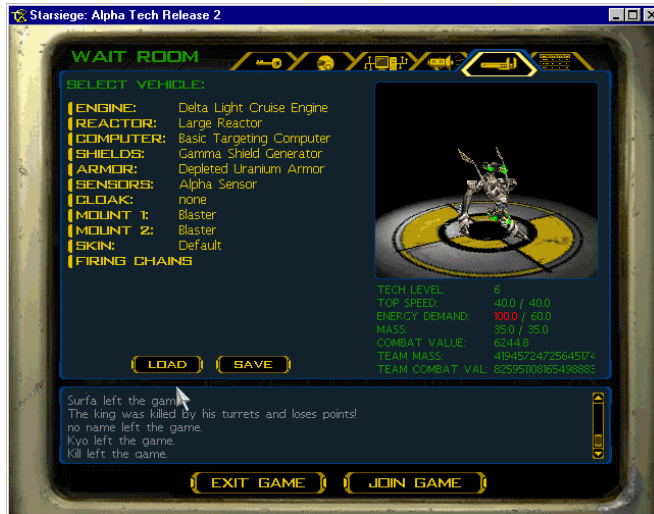 Starsiege: Alpha Tech Release 2
WAIT ROOM
SELECT VEHICLE:
ENGINE: Delta Light Cruise Engine
REACTOR: Large Reactor
COMPUTER: Basic Targeting Computer
SHIELDS: Gamma Shield Generator
ARMOR: Depleted Uranium Armor
SENSORS: Alpha Sensor
CLOAK: none
MOUNT 1: Blaster
MOUNT 2: Blaster
SKIN: Default
FIRING CHAINS
TECH LEVEL: 6
TOP SPEED: 40.0 / 40.0
ENERGY DEMAND: 100.0 / 60.0
MASS: 35.0 / 35.0
COMBAT VALUE: 6244.8
TEAM MASS: 41945724725645174
TEAM COMBAT VAL: 82595110816549888
LOAD SAVE
Surfa left the game
The king was killed by his turrets and loses points!
no name left the game.
Kyo left the game.
Kill left the game.
EXIT GAME JOIN GAME